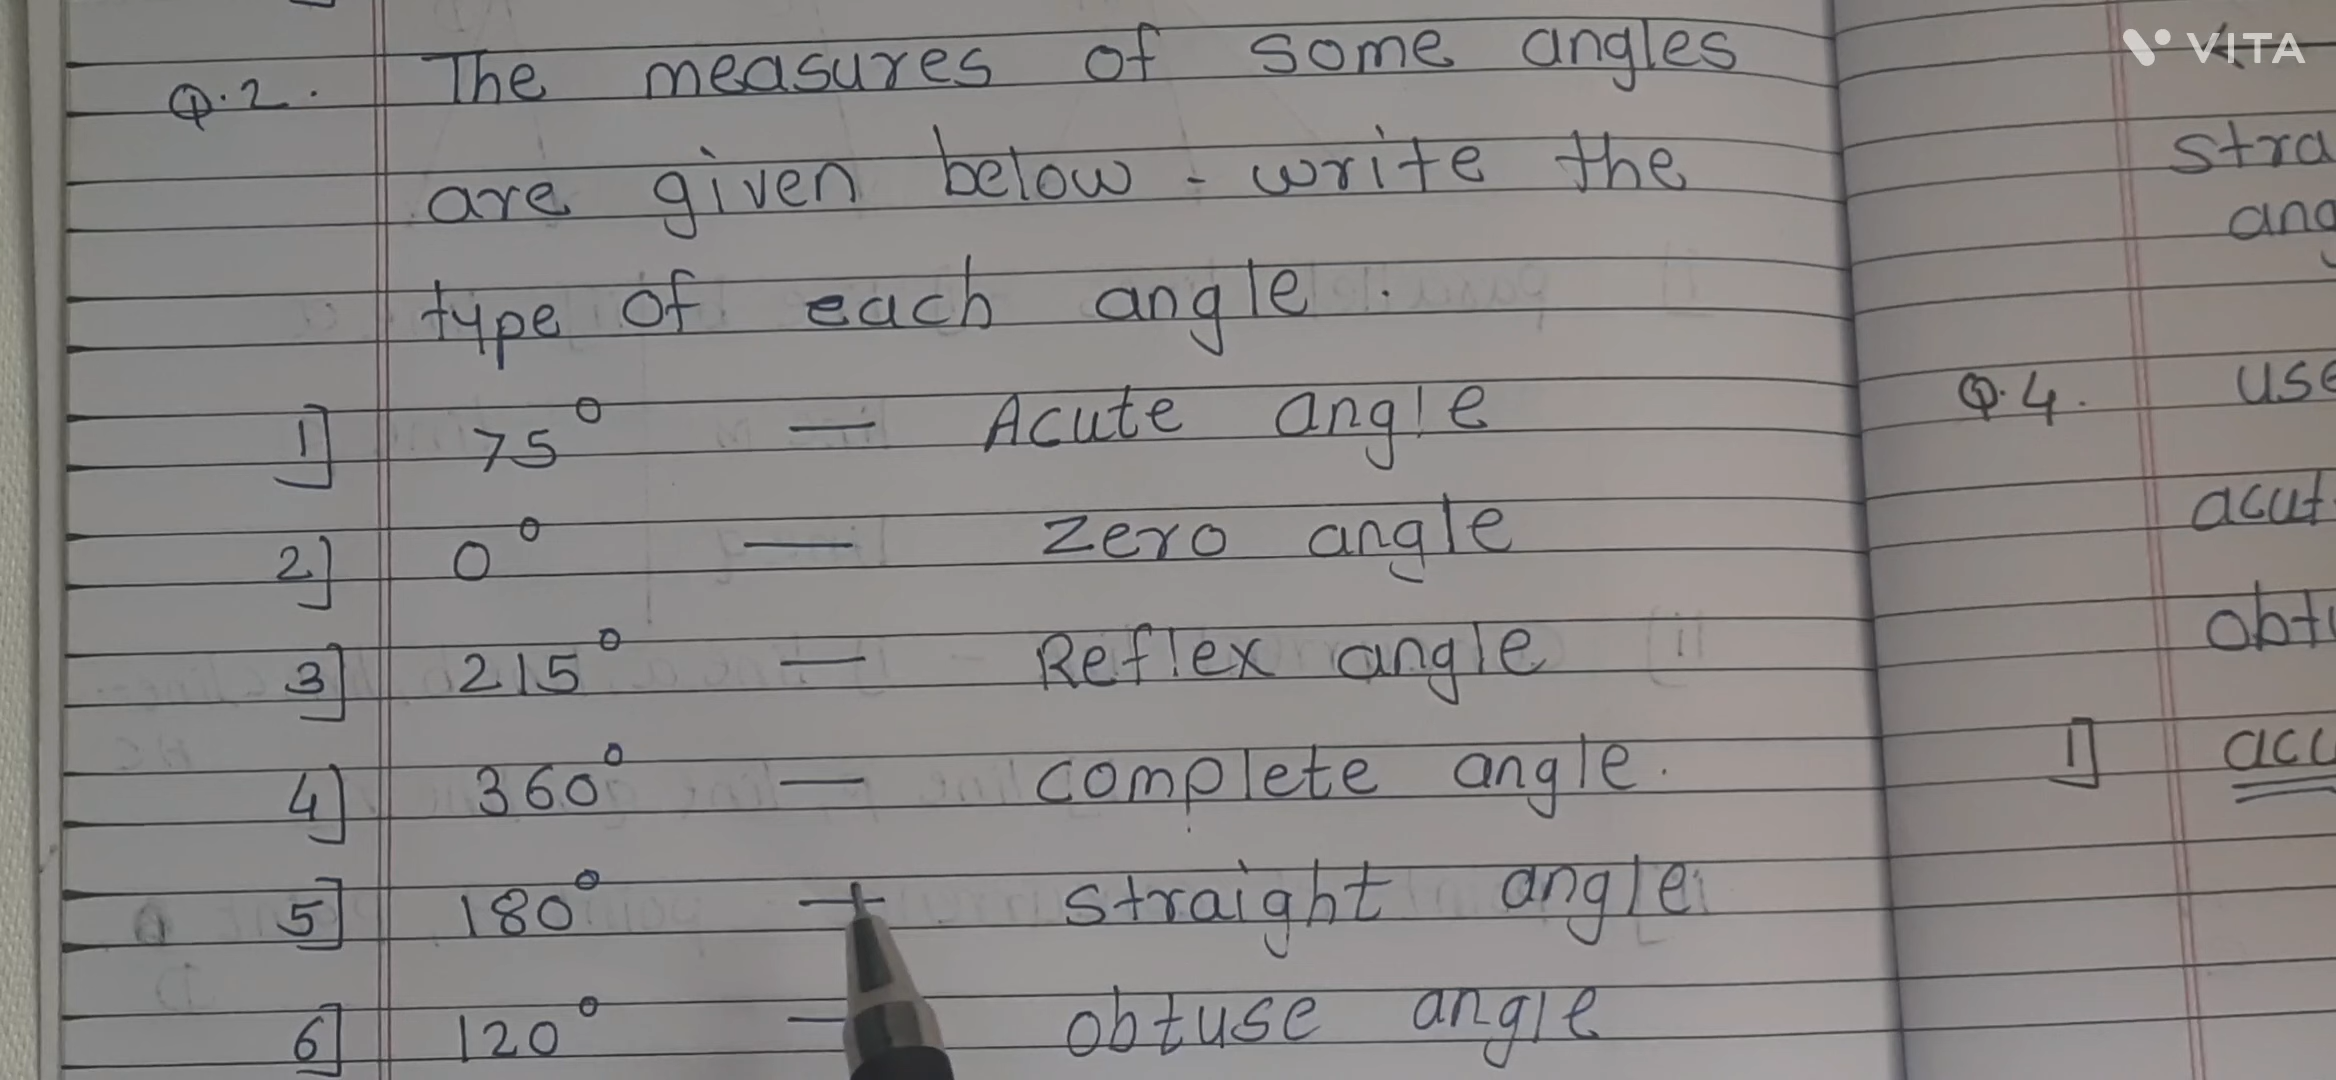 Q.2. The measures of some angles
are given below. write the
type of each angle.
1] 75° — Acute angle
2] 0° — zero angle
3] 215° — Reflex angle
4] 360° — complete angle.
5] 180° — straight angle
6] 120° — obtuse angle
VITA
Q.4.
1]